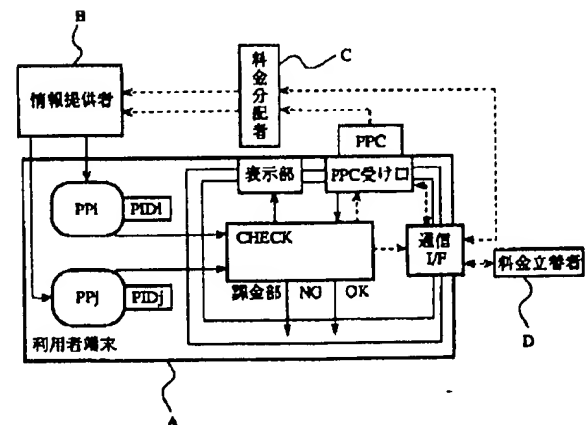 B
C
料金分配者
情報提供者
PPC
表示部
PPC受け口
PPi
PIDi
CHECK
通信
I/F
料金立替者
PPj
PIDj
課金部
NG
OK
利用者端末
D
A